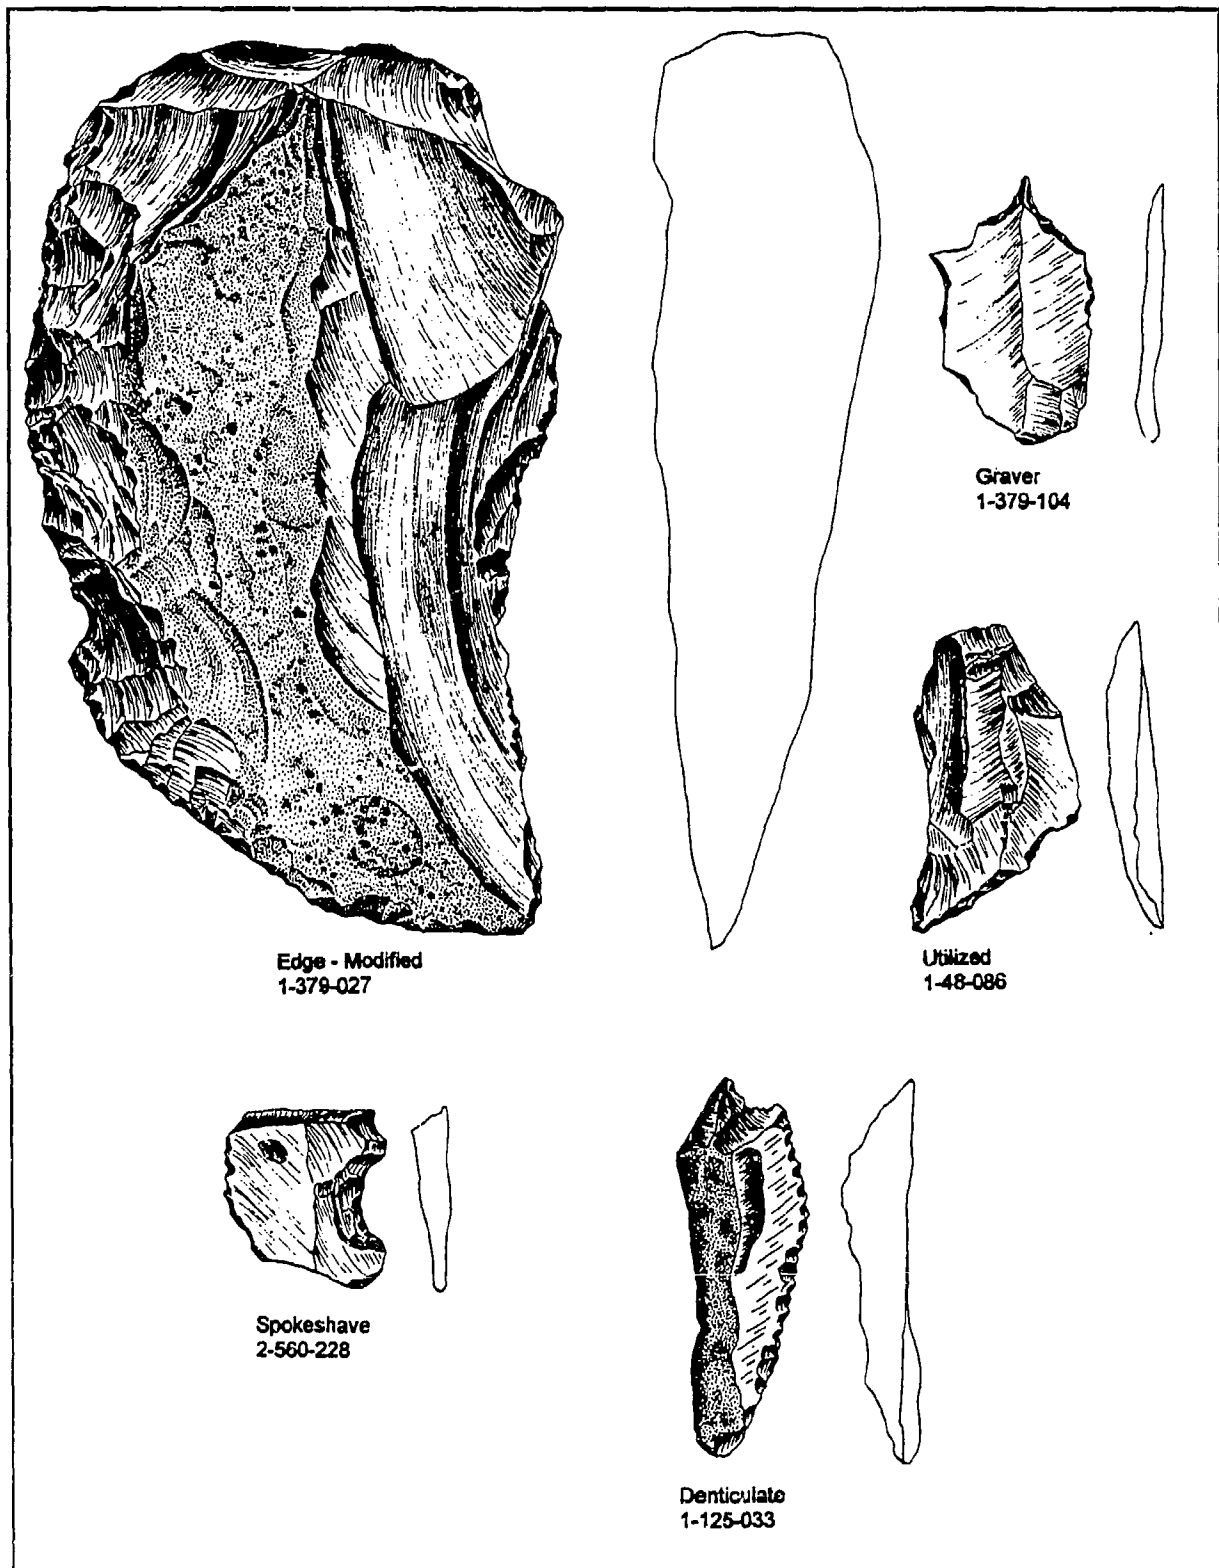 Graver
1-379-104
Edge - Modified
1-379-027
Utilized
1-48-086
Spokeshave
2-560-228
Denticulate
1-125-033